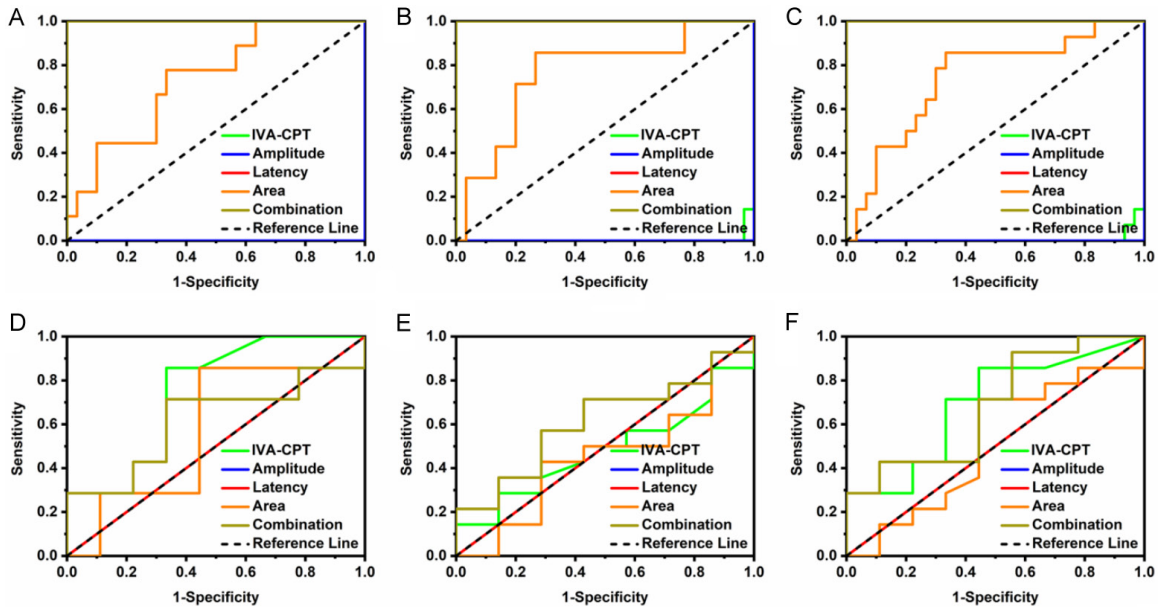 A
1.0
0.8
0.6
0.4
0.2
0.0
Sensitivity
IVA-CPT
Amplitude
Latency
Area
Combination
Reference Line
0.0 0.2 0.4 0.6 0.8 1.0
1-Specificity
B
1.0
0.8
0.6
0.4
0.2
0.0
Sensitivity
IVA-CPT
Amplitude
Latency
Area
Combination
Reference Line
0.0 0.2 0.4 0.6 0.8 1.0
1-Specificity
C
1.0
0.8
0.6
0.4
0.2
0.0
Sensitivity
IVA-CPT
Amplitude
Latency
Area
Combination
Reference Line
0.0 0.2 0.4 0.6 0.8 1.0
1-Specificity
D
1.0
0.8
0.6
0.4
0.2
0.0
Sensitivity
IVA-CPT
Amplitude
Latency
Area
Combination
Reference Line
0.0 0.2 0.4 0.6 0.8 1.0
1-Specificity
E
1.0
0.8
0.6
0.4
0.2
0.0
Sensitivity
IVA-CPT
Amplitude
Latency
Area
Combination
Reference Line
0.0 0.2 0.4 0.6 0.8 1.0
1-Specificity
F
1.0
0.8
0.6
0.4
0.2
0.0
Sensitivity
IVA-CPT
Amplitude
Latency
Area
Combination
Reference Line
0.0 0.2 0.4 0.6 0.8 1.0
1-Specificity